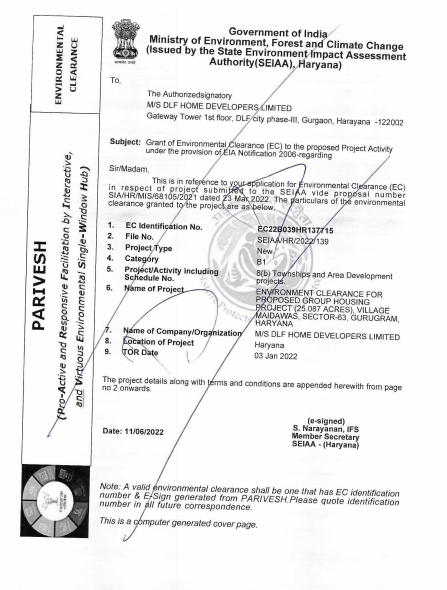 ENVIRONMENTAL
CLEARANCE
PARIVESH
(Pro-Active and Responsive Facilitation by Interactive,
and Virtuous Environmental Single-Window Hub)
Government of India
Ministry of Environment, Forest and Climate Change
(Issued by the State Environment Impact Assessment
Authority(SEIAA), Haryana)
To,
The Authorizedsignatory
M/S DLF HOME DEVELOPERS LIMITED
Gateway Tower 1st floor, DLF city phase-III, Gurgaon, Harayana -122002
Subject: Grant of Environmental Clearance (EC) to the proposed Project Activity
under the provision of EIA Notification 2006-regarding
Sir/Madam,
This is in reference to your application for Environmental Clearance (EC)
in respect of project submitted to the SEIAA vide proposal number
SIA/HR/MIS/68105/2021 dated 23 Mar 2022. The particulars of the environmental
clearance granted to the project are as below.
1. EC Identification No. EC22B039HR137715
2. File No. SEIAA/HR/2022/139
3. Project Type New
4. Category B1
5. Project/Activity including 8(b) Townships and Area Development
Schedule No. projects.
6. Name of Project ENVIRONMENT CLEARANCE FOR
PROPOSED GROUP HOUSING
PROJECT (25.087 ACRES), VILLAGE
MAIDAWAS, SECTOR-63, GURUGRAM,
HARYANA
7. Name of Company/Organization M/S DLF HOME DEVELOPERS LIMITED
8. Location of Project Haryana
9. TOR Date 03 Jan 2022
The project details along with terms and conditions are appended herewith from page
no 2 onwards.
(e-signed)
Date: 11/06/2022 S. Narayanan, IFS
Member Secretary
SEIAA - (Haryana)
Note: A valid environmental clearance shall be one that has EC identification
number & E-Sign generated from PARIVESH.Please quote identification
number in all future correspondence.
This is a computer generated cover page.